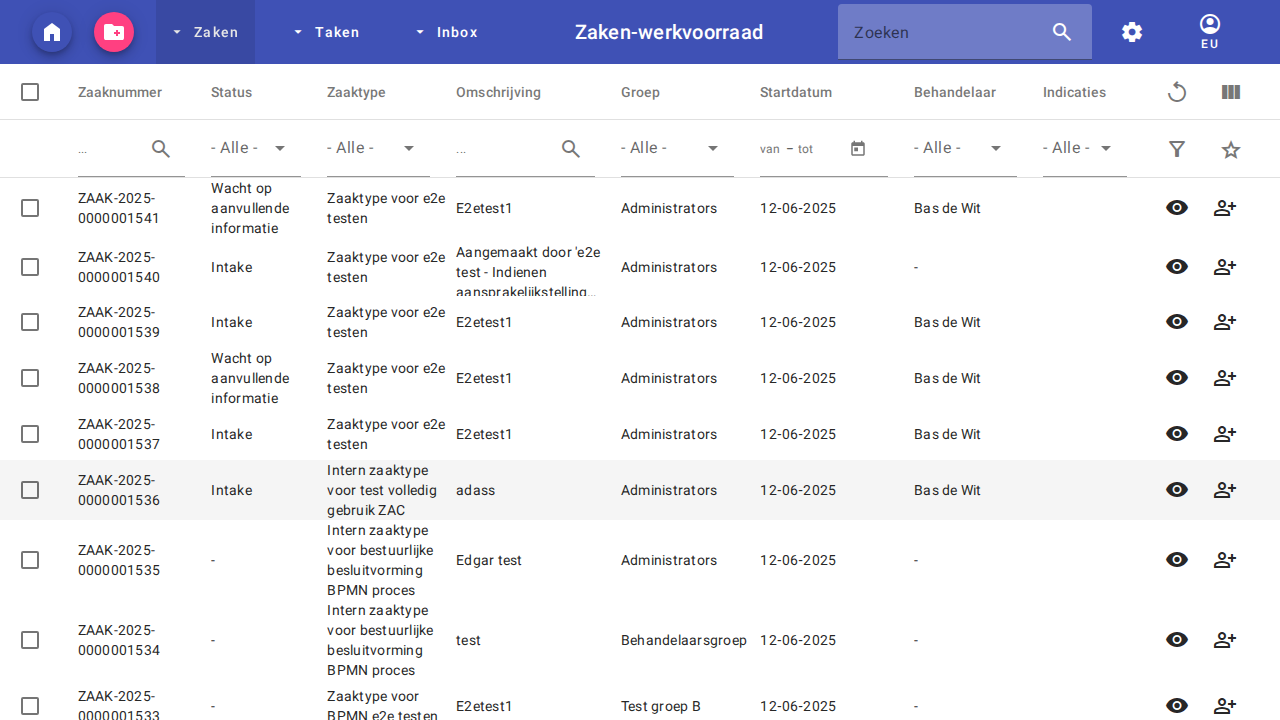 Zaken
Taken
Inbox
Zaken-werkvoorraad
Zoeken
EU
Zaaknummer Status Zaaktype Omschrijving Groep Startdatum Behandelaar Indicaties
... - Alle - - Alle - ... - Alle - van – tot - Alle - - Alle -
ZAAK-2025-
0000001541
Wacht op
aanvullende
informatie
Zaaktype voor e2e
testen
E2etest1
Administrators
12-06-2025
Bas de Wit
ZAAK-2025-
0000001540
Intake
Zaaktype voor e2e
testen
Aangemaakt door 'e2e
test - Indienen
aansprakelijkstelling...
Administrators
12-06-2025
-
ZAAK-2025-
0000001539
Intake
Zaaktype voor e2e
testen
E2etest1
Administrators
12-06-2025
Bas de Wit
ZAAK-2025-
0000001538
Wacht op
aanvullende
informatie
Zaaktype voor e2e
testen
E2etest1
Administrators
12-06-2025
Bas de Wit
ZAAK-2025-
0000001537
Intake
Zaaktype voor e2e
testen
E2etest1
Administrators
12-06-2025
Bas de Wit
ZAAK-2025-
0000001536
Intake
Intern zaaktype
voor test volledig
gebruik ZAC
adass
Administrators
12-06-2025
Bas de Wit
ZAAK-2025-
0000001535
-
Intern zaaktype
voor bestuurlijke
besluitvorming
BPMN proces
Edgar test
Administrators
12-06-2025
-
ZAAK-2025-
0000001534
-
Intern zaaktype
voor bestuurlijke
besluitvorming
BPMN proces
test
Behandelaarsgroep
12-06-2025
-
ZAAK-2025-
0000001533
-
Zaaktype voor
BPMN e2e testen
E2etest1
Test groep B
12-06-2025
-